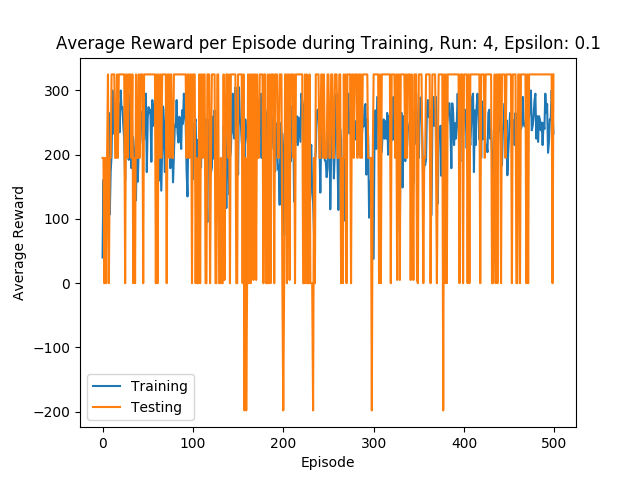 Average Reward per Episode during Training, Run: 4, Epsilon: 0.1
300
200
100
0
−100
−200
Average Reward
Training
Testing
0 100 200 300 400 500
Episode